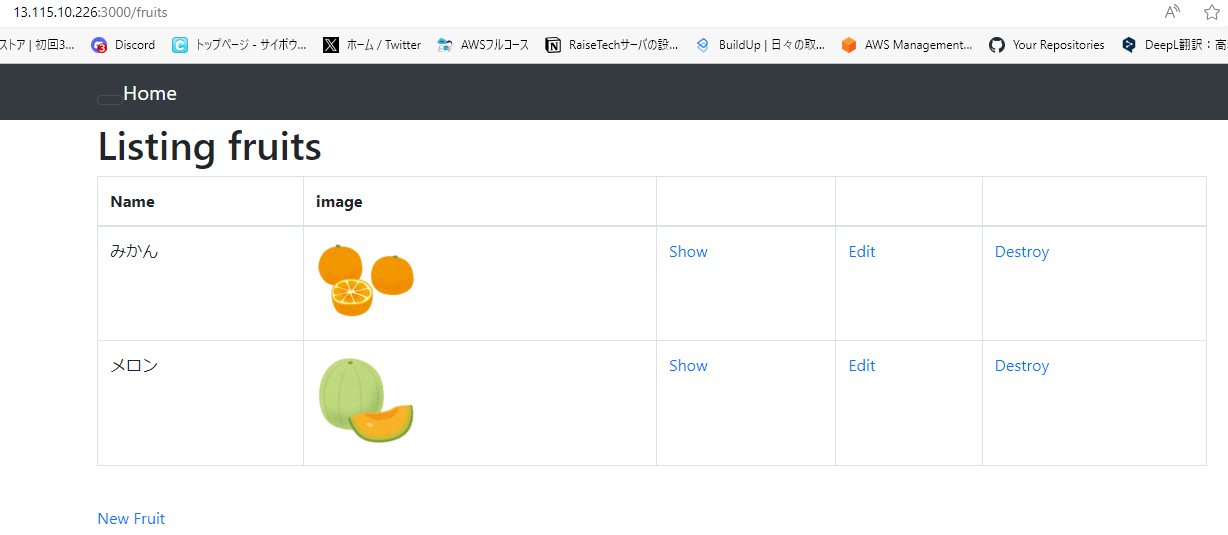 13.115.10.226:3000/fruits
ストア | 初回3... Discord トップページ - サイボウ... ホーム / Twitter AWSフルコース RaiseTechサーバの設... BuildUp | 日々の取... AWS Management... Your Repositories DeepL翻訳：高
Home
Listing fruits
Name image
みかん Show Edit Destroy
メロン Show Edit Destroy
New Fruit